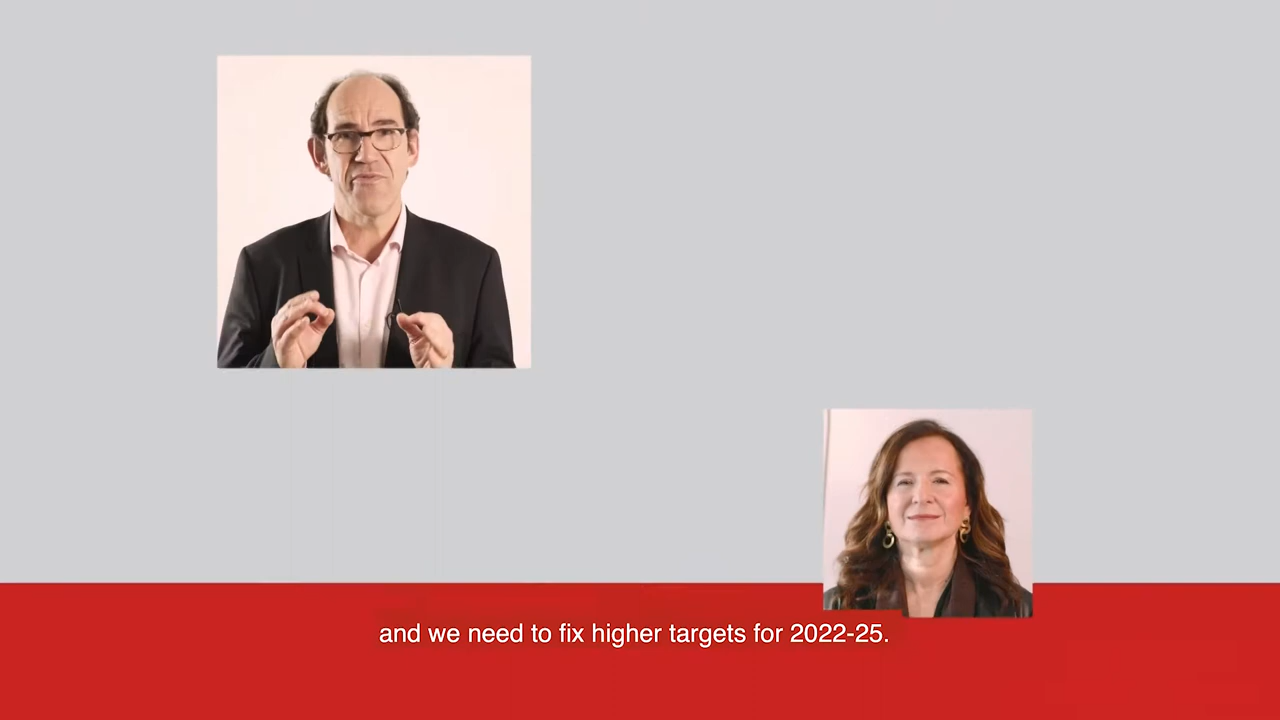 and we need to fix higher targets for 2022-25.